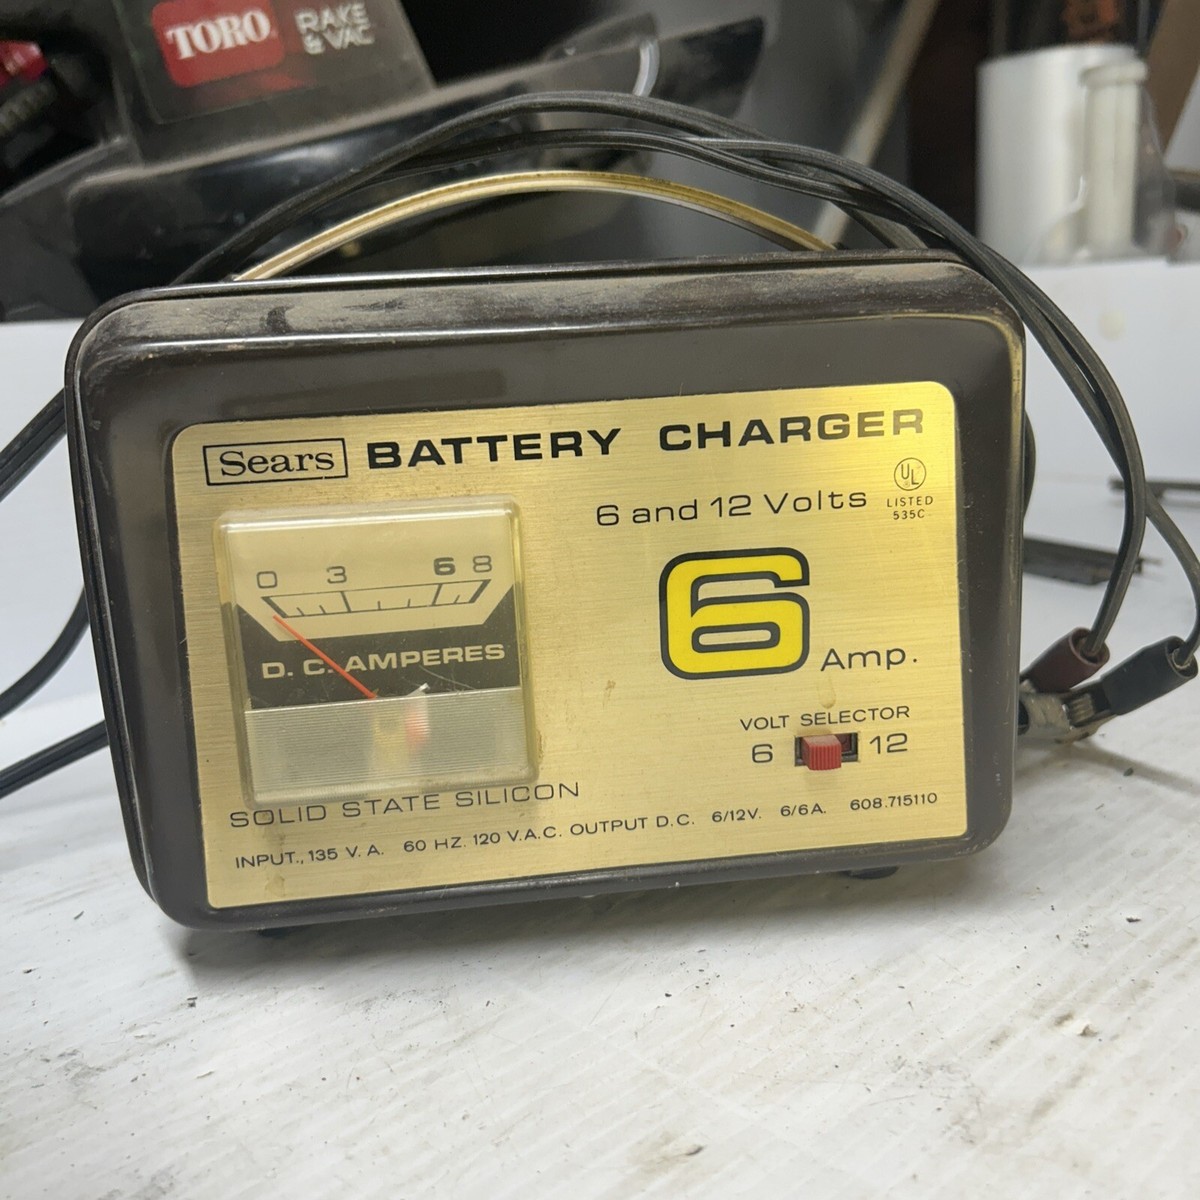 TORO
RAKE
& VAC
Sears BATTERY CHARGER
6 and 12 Volts
UL
LISTED
535C
0 3 6 8
D. C. AMPERES
6 Amp.
VOLT SELECTOR
6 12
SOLID STATE SILICON
INPUT., 135 V. A. 60 HZ. 120 V.A.C. OUTPUT D.C. 6/12V. 6/6A. 608.715110